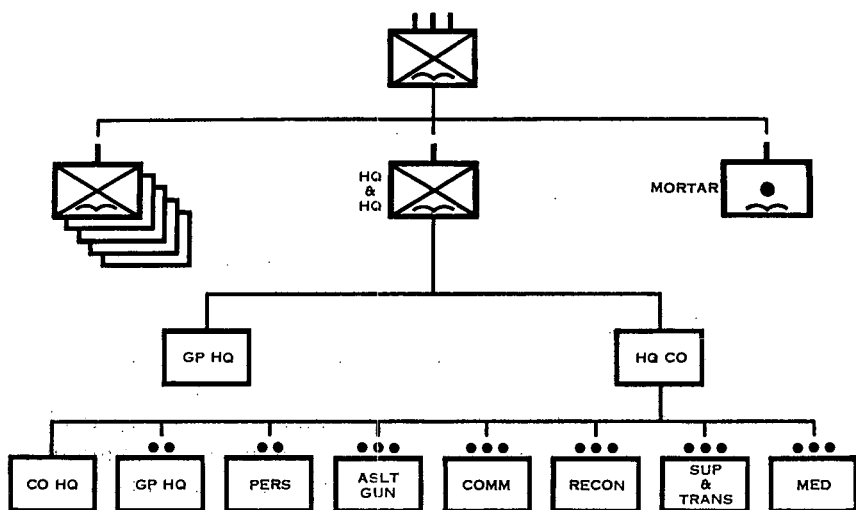 HQ
&
HQ
MORTAR
GP HQ
HQ CO
CO HQ
GP HQ
PERS
ASLT
GUN
COMM
RECON
SUP
&
TRANS
MED